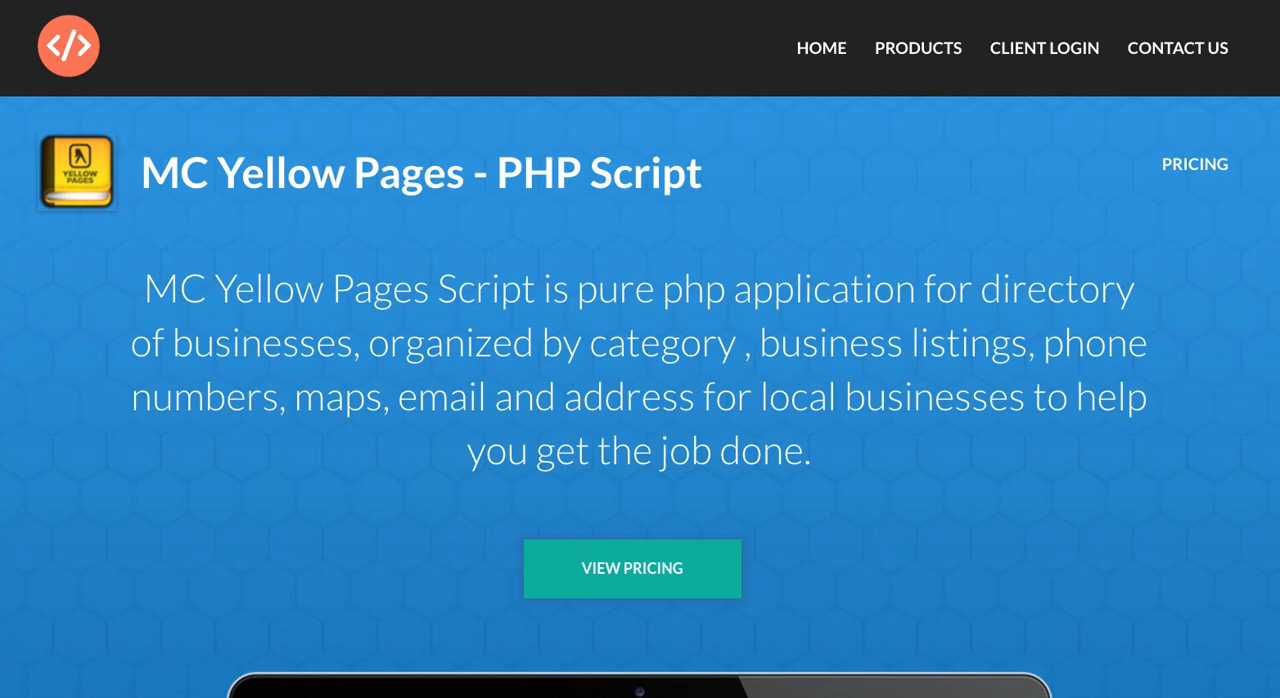 </>
HOME PRODUCTS CLIENT LOGIN CONTACT US
YELLOW
PAGES
MC Yellow Pages - PHP Script
PRICING
MC Yellow Pages Script is pure php application for directory
of businesses, organized by category , business listings, phone
numbers, maps, email and address for local businesses to help
you get the job done.
VIEW PRICING